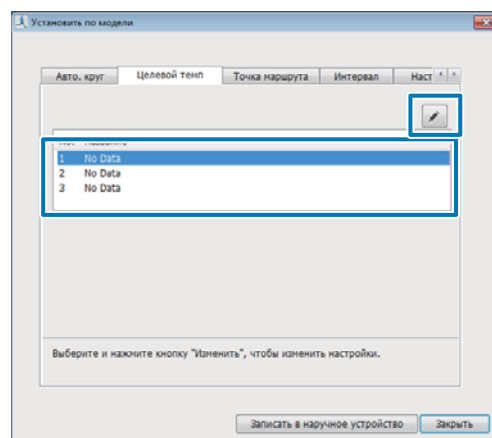 Установить по модели
Авто. круг Целевой темп Точка маршрута Интервал Наст
1 No Data
2 No Data
3 No Data
Выберите и нажмите кнопку "Изменить", чтобы изменить настройки.
Записать в наручное устройство Закрыть